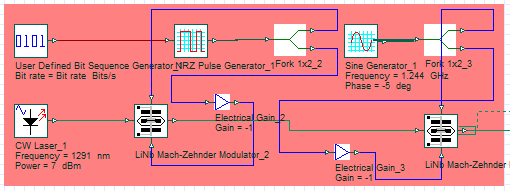 0101
User Defined Bit Sequence Generator_1
Bit rate = Bit rate Bits/s
NRZ Pulse Generator_1
Fork 1x2_2
Sine Generator_1
Frequency = 1.244 GHz
Phase = -5 deg
Fork 1x2_3
CW Laser_1
Frequency = 1291 nm
Power = 7 dBm
LiNb Mach-Zehnder Modulator_2
Electrical Gain_2
Gain = -1
Electrical Gain_3
Gain = -1
LiNb Mach-Zehnder